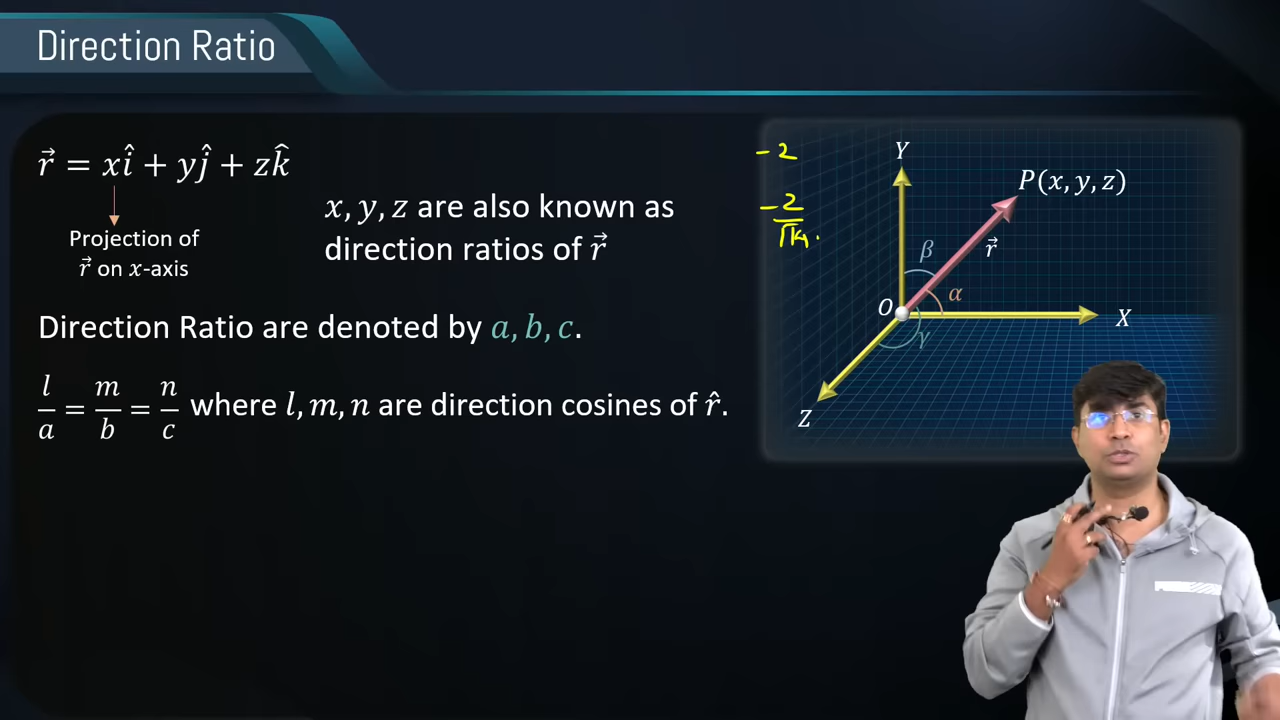 Direction Ratio
r⃗ = xî + yĵ + zk̂
Projection of
r⃗ on x-axis
x, y, z are also known as
direction ratios of r⃗
Direction Ratio are denoted by a, b, c.
l/a = m/b = n/c where l, m, n are direction cosines of r̂.
-2
-2/√14.
Y
P(x, y, z)
β
r⃗
α
O
X
γ
Z